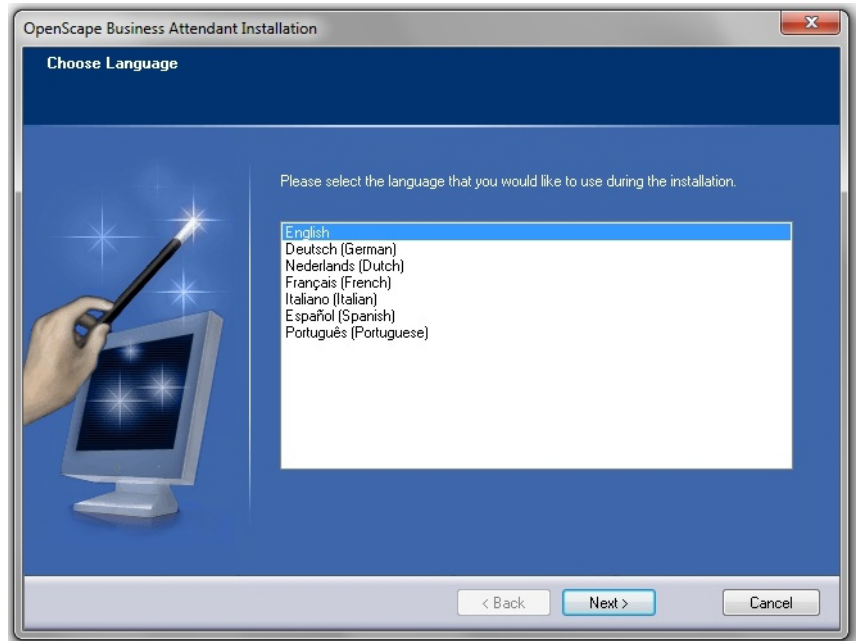 OpenScape Business Attendant Installation
Choose Language
Please select the language that you would like to use during the installation.
English
Deutsch (German)
Nederlands (Dutch)
Français (French)
Italiano (Italian)
Español (Spanish)
Português (Portuguese)
< Back
Next >
Cancel